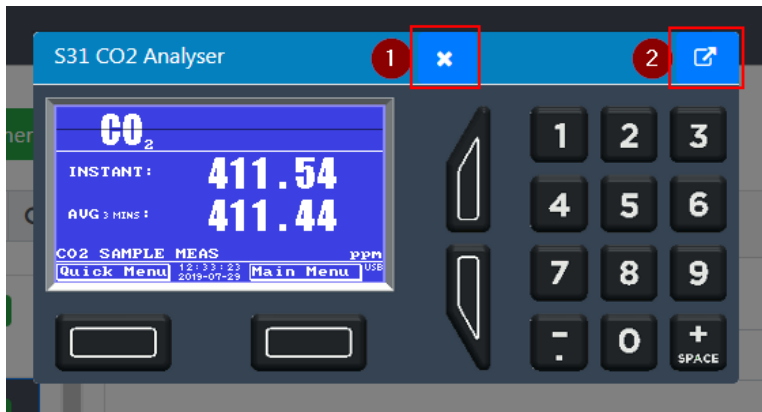 S31 CO2 Analyser
1
2
CO2
INSTANT: 411.54
AVG 3 MINS: 411.44
CO2 SAMPLE MEAS ppm
Quick Menu 12:33:23 2019-07-29 Main Menu USB
1 2 3
4 5 6
7 8 9
- . 0 + SPACE
ner